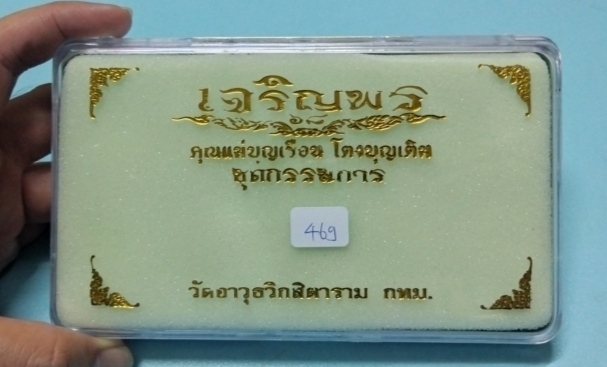 เจริญพร
๖๘
คุณแม่บุญเรือน โตงบุญเติม
ชุดกรรมการ
469
วัดอาวุธวิกสิตาราม กทม.